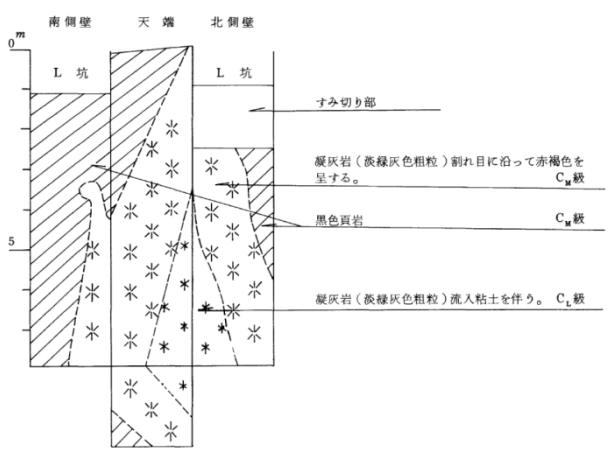 南側壁 天端 北側壁
m
0
L 坑 L 坑
すみ切り部
凝灰岩(淡緑灰色粗粒)割れ目に沿って赤褐色を
呈する。 CM級
黒色頁岩 CM級
5
凝灰岩(淡緑灰色粗粒)流入粘土を伴う。 CL級